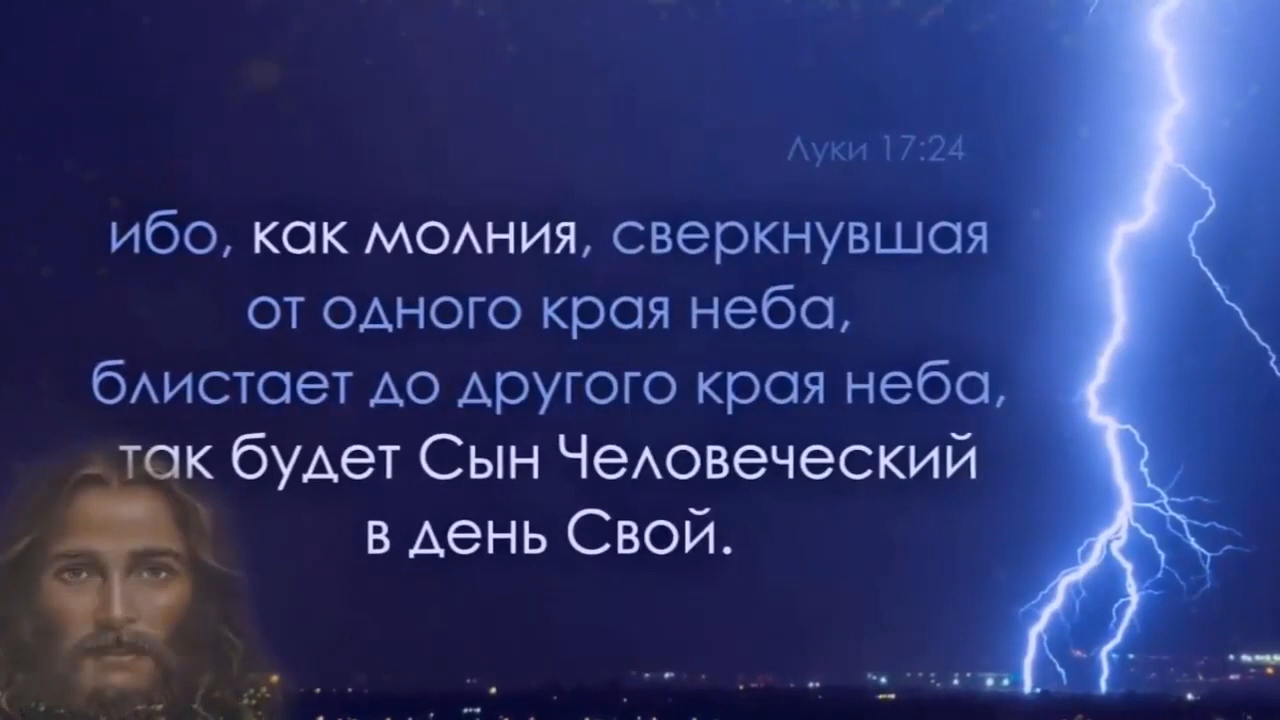 Луки 17:24
ибо, как молния, сверкнувшая
от одного края неба,
блистает до другого края неба,
так будет Сын Человеческий
в день Свой.